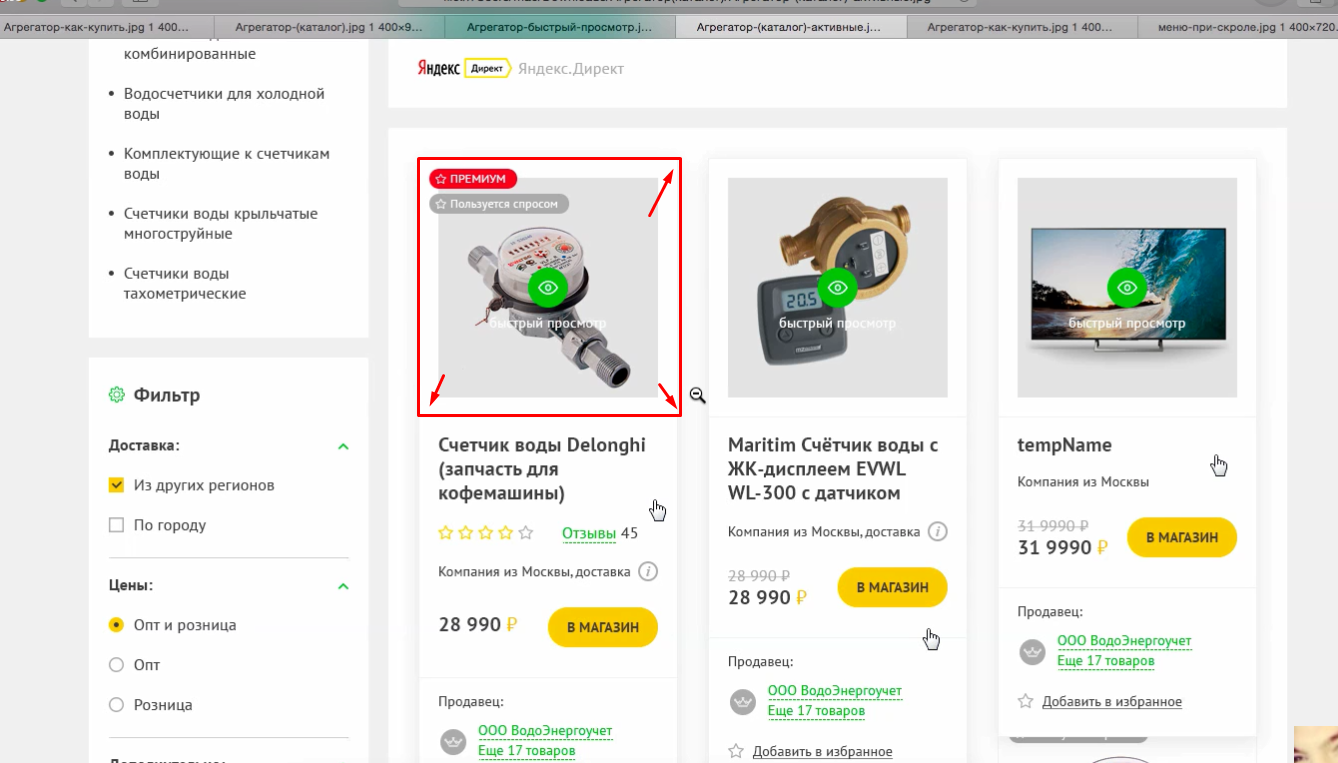 Агрегатор-как-купить.jpg 1 400...
Агрегатор-(каталог).jpg 1 400×9...
Агрегатор-быстрый-просмотр.j...
Агрегатор-(каталог)-активные.j...
Агрегатор-как-купить.jpg 1 400...
меню-при-скроле.jpg 1 400×720.
комбинированные
Водосчетчики для холодной
воды
Комплектующие к счетчикам
воды
Счетчики воды крыльчатые
многоструйные
Счетчики воды
тахометрические
Фильтр
Доставка:
Из других регионов
По городу
Цены:
Опт и розница
Опт
Розница
Яндекс Директ Яндекс.Директ
ПРЕМИУМ
Пользуется спросом
быстрый просмотр
Счетчик воды Delonghi
(запчасть для
кофемашины)
Отзывы 45
Компания из Москвы, доставка
28 990 ₽
В МАГАЗИН
Продавец:
ООО ВодоЭнергоучет
Еще 17 товаров
20.5
быстрый просмотр
Maritim Счётчик воды с
ЖК-дисплеем EVWL
WL-300 с датчиком
Компания из Москвы, доставка
28 990 ₽
28 990 ₽
В МАГАЗИН
Продавец:
ООО ВодоЭнергоучет
Еще 17 товаров
Добавить в избранное
быстрый просмотр
tempName
Компания из Москвы
31 9990 ₽
31 9990 ₽
В МАГАЗИН
Продавец:
ООО ВодоЭнергоучет
Еще 17 товаров
Добавить в избранное